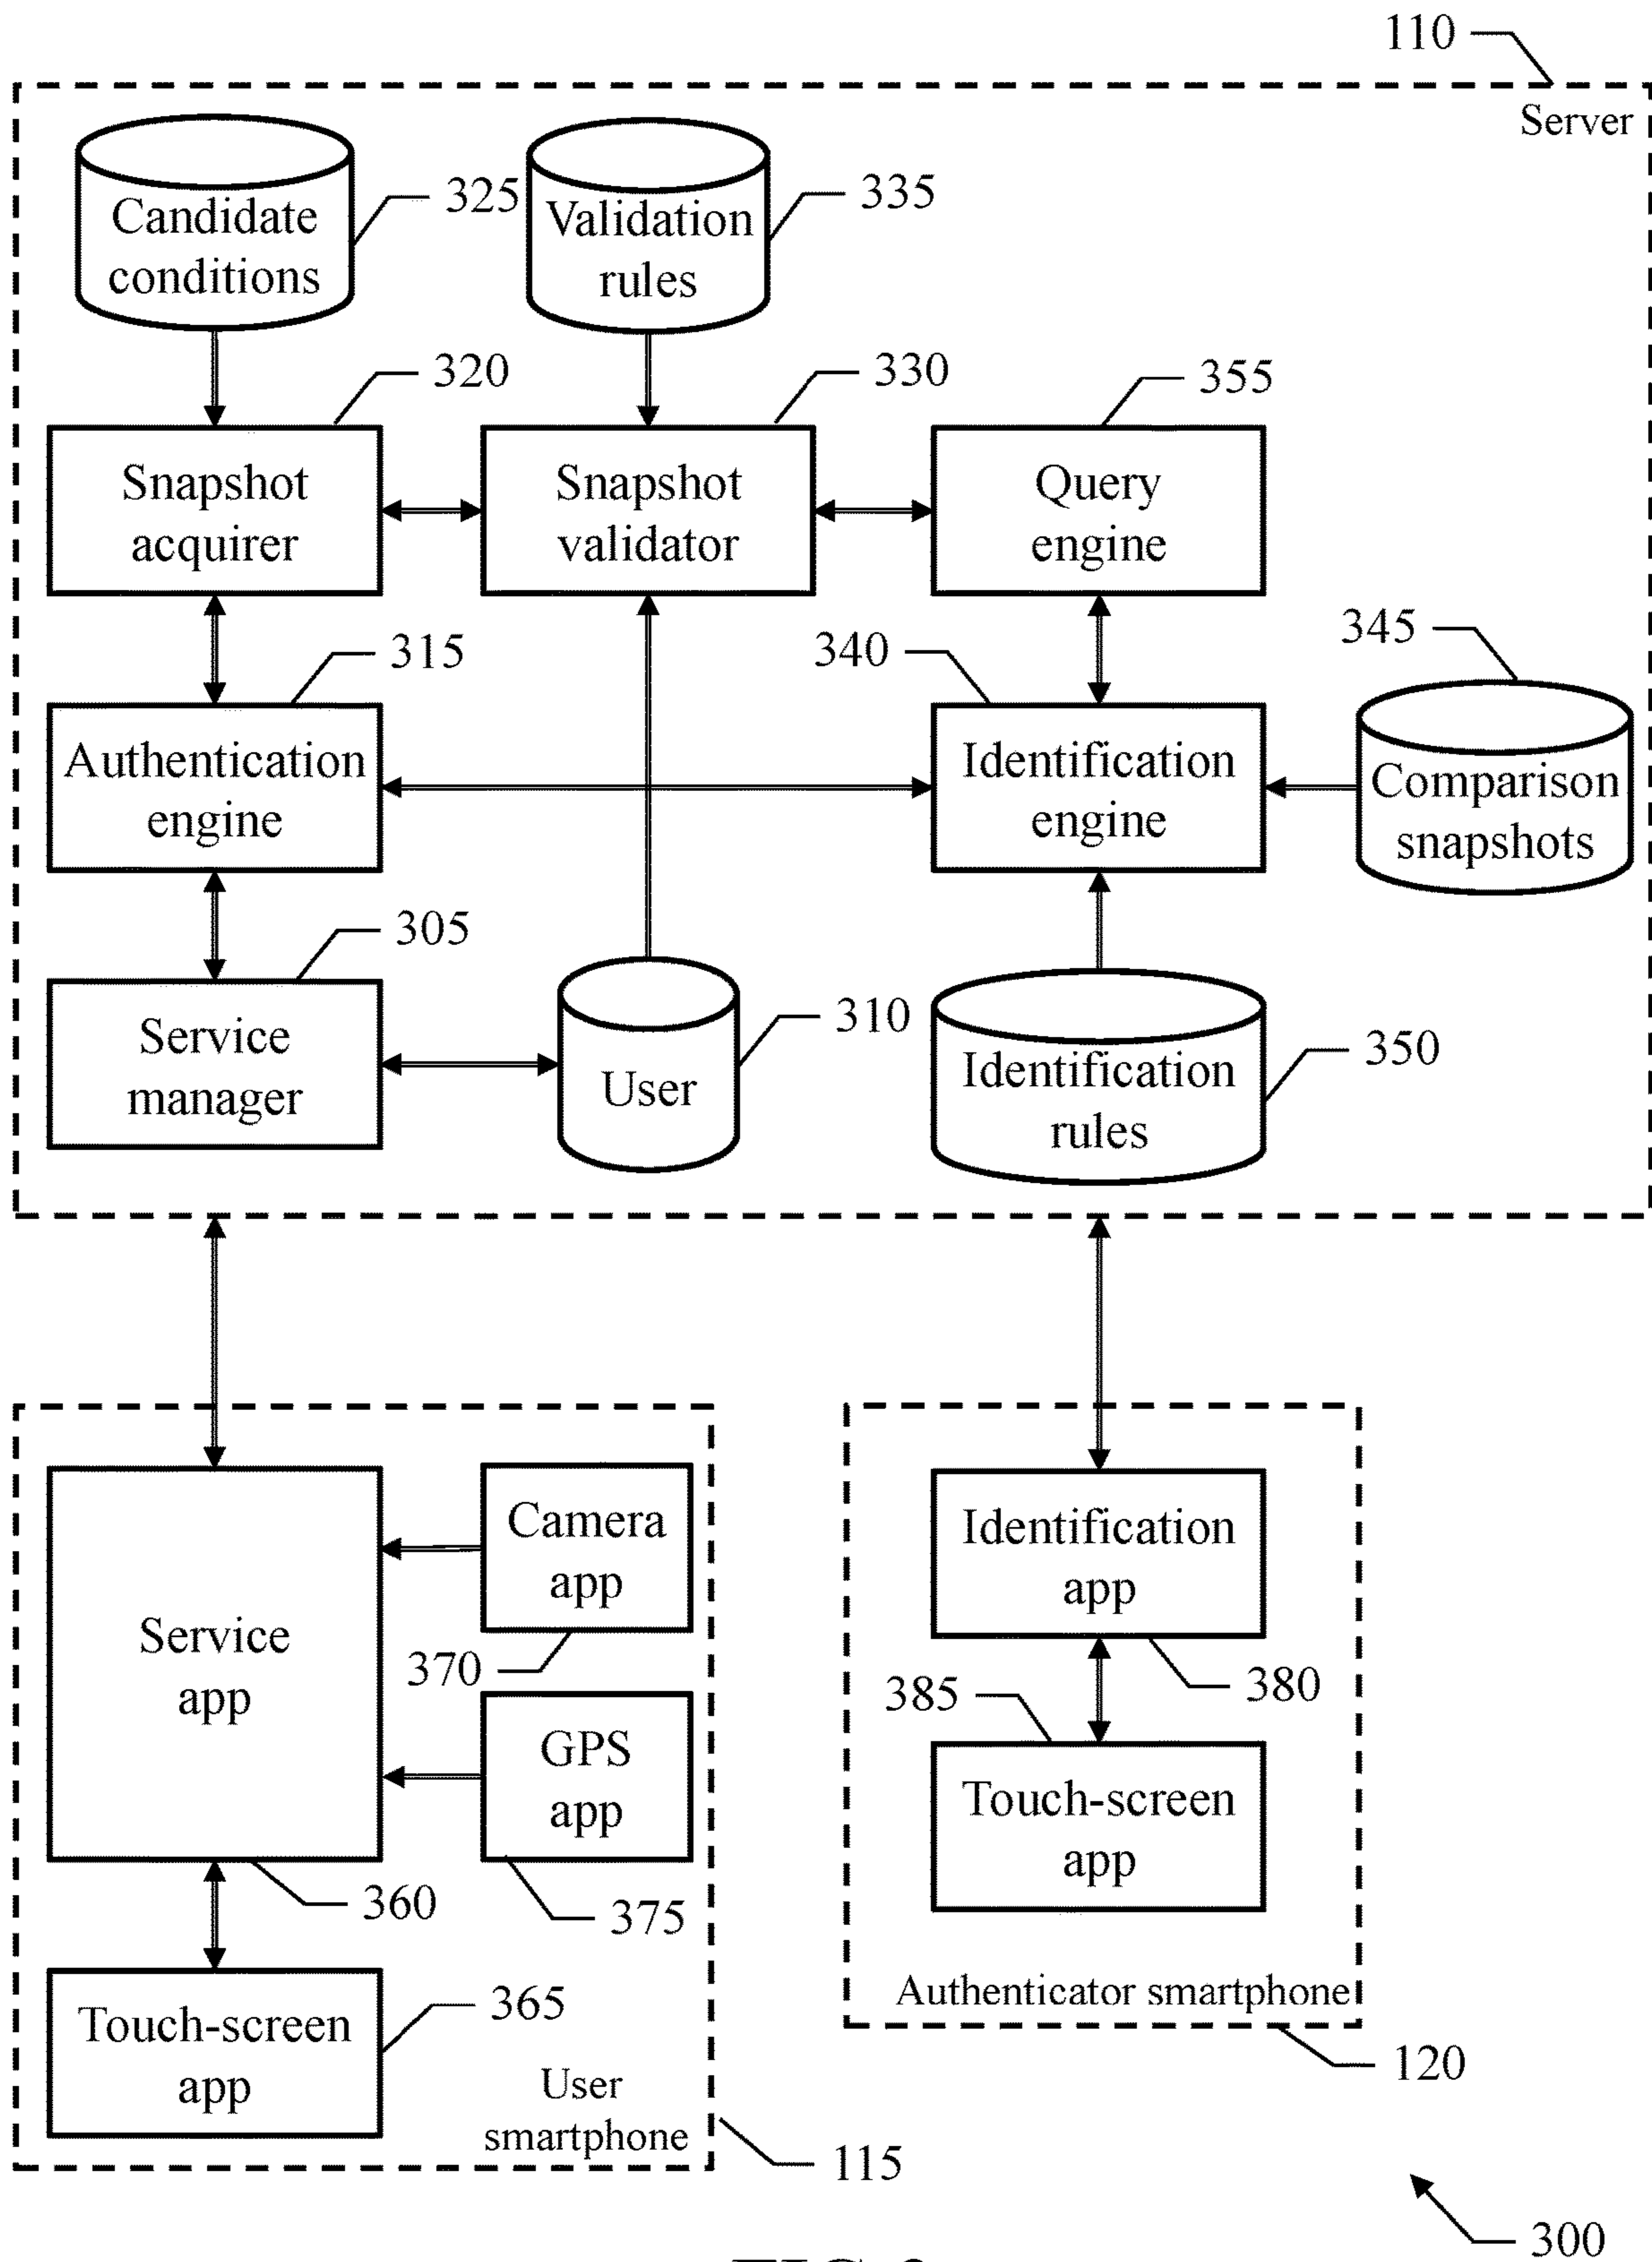 110
Server
Candidate
conditions
325
Validation
rules
335
320
330
355
Snapshot
acquirer
Snapshot
validator
Query
engine
315
340
345
Authentication
engine
Identification
engine
Comparison
snapshots
305
Service
manager
User
310
Identification
rules
350
Service
app
Camera
app
370
GPS
app
375
360
Touch-screen
app
365
User
smartphone
115
Identification
app
380
385
Touch-screen
app
Authenticator smartphone
120
300